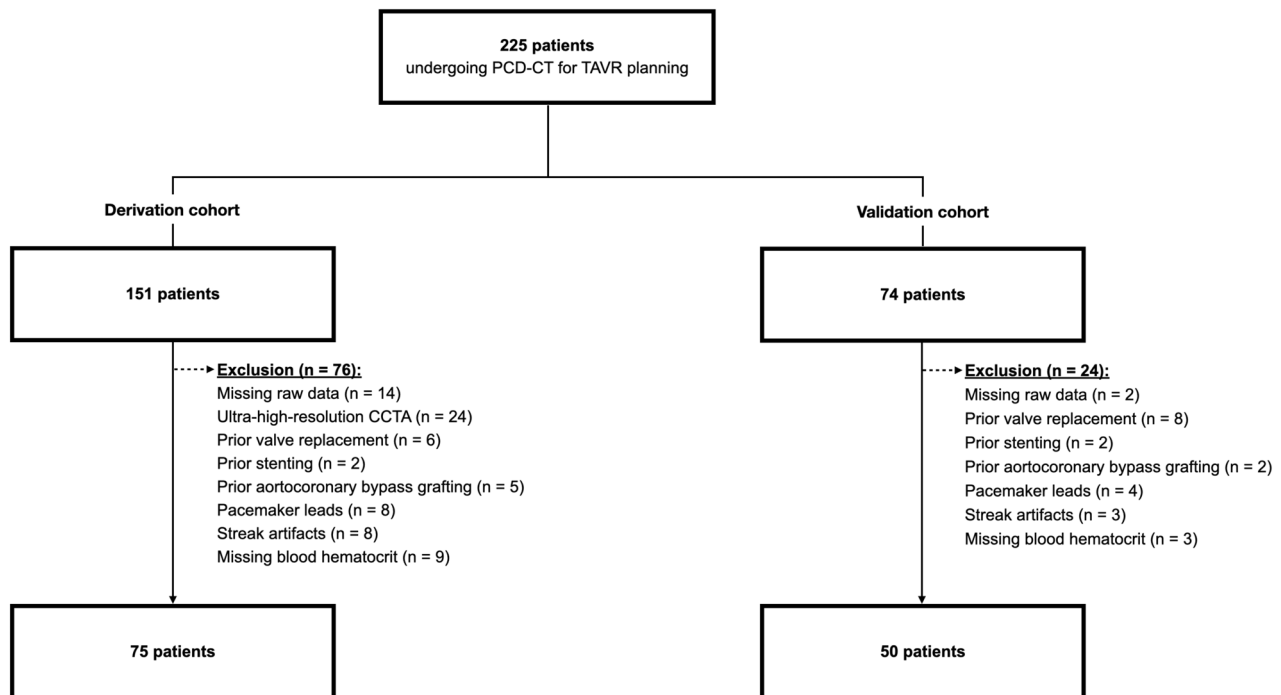 225 patients
undergoing PCD-CT for TAVR planning
Derivation cohort
151 patients
Exclusion (n = 76):
Missing raw data (n = 14)
Ultra-high-resolution CCTA (n = 24)
Prior valve replacement (n = 6)
Prior stenting (n = 2)
Prior aortocoronary bypass grafting (n = 5)
Pacemaker leads (n = 8)
Streak artifacts (n = 8)
Missing blood hematocrit (n = 9)
75 patients
Validation cohort
74 patients
Exclusion (n = 24):
Missing raw data (n = 2)
Prior valve replacement (n = 8)
Prior stenting (n = 2)
Prior aortocoronary bypass grafting (n = 2)
Pacemaker leads (n = 4)
Streak artifacts (n = 3)
Missing blood hematocrit (n = 3)
50 patients